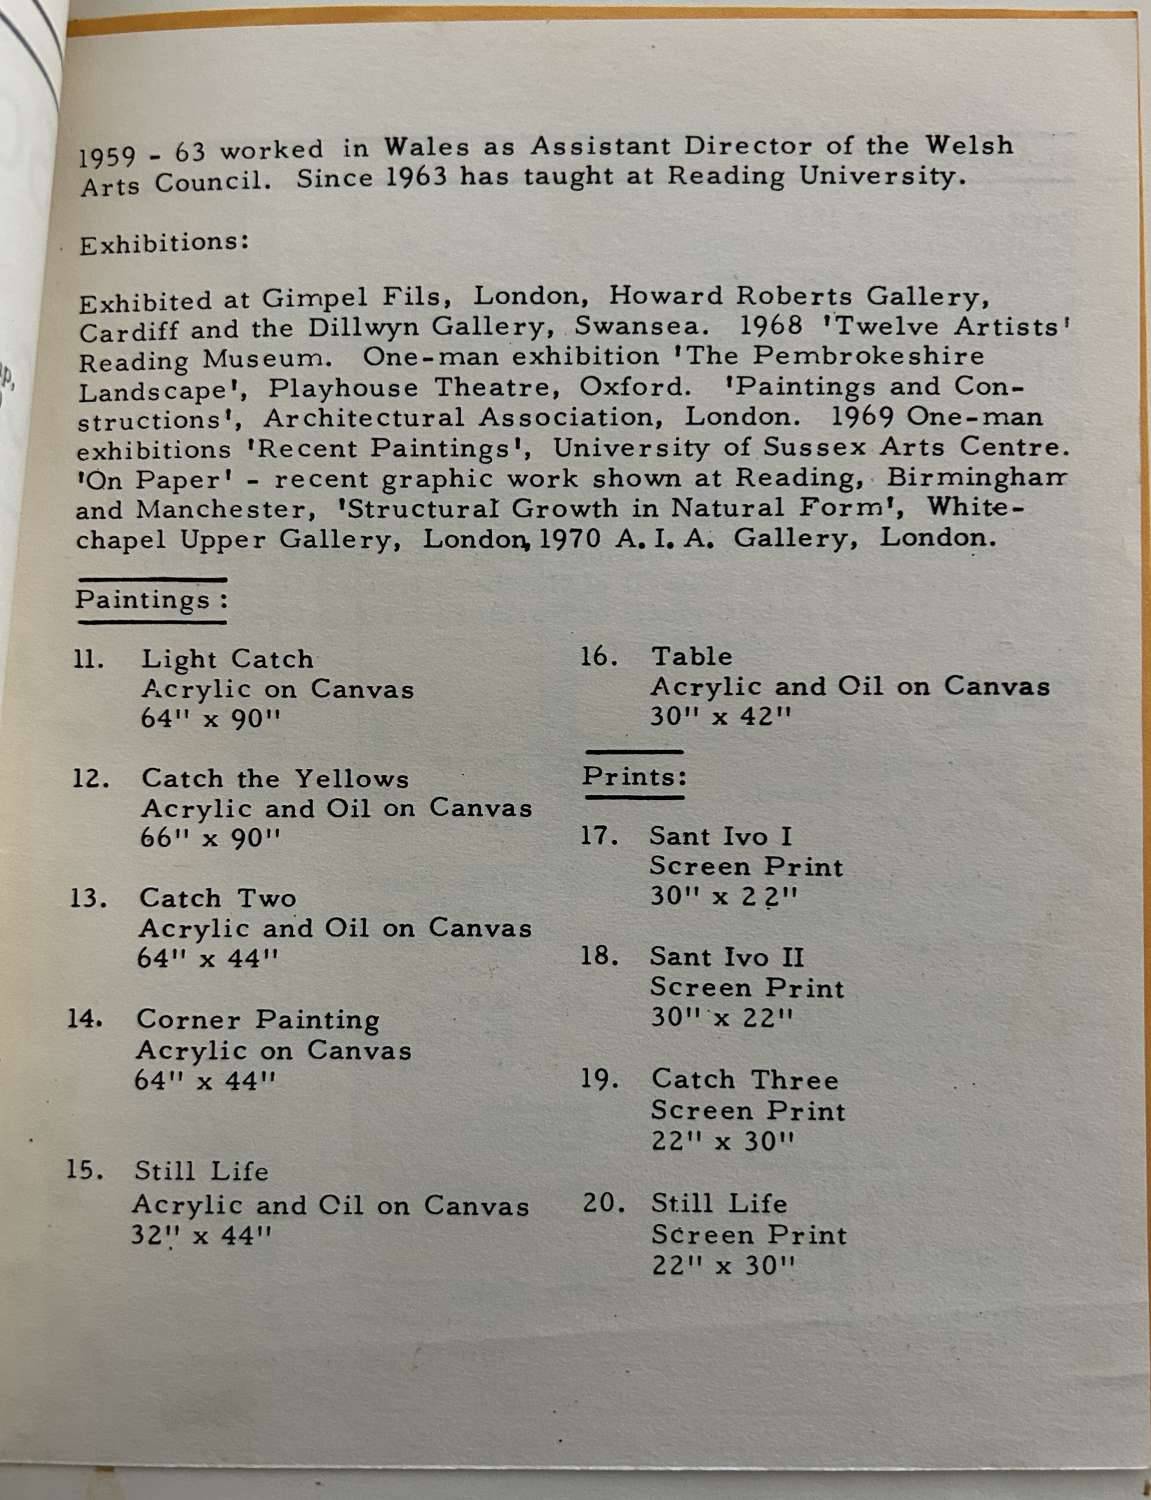 1959 - 63 worked in Wales as Assistant Director of the Welsh
Arts Council. Since 1963 has taught at Reading University.
Exhibitions:
Exhibited at Gimpel Fils, London, Howard Roberts Gallery,
Cardiff and the Dillwyn Gallery, Swansea. 1968 'Twelve Artists'
Reading Museum. One-man exhibition 'The Pembrokeshire
Landscape', Playhouse Theatre, Oxford. 'Paintings and Con-
structions', Architectural Association, London. 1969 One-man
exhibitions 'Recent Paintings', University of Sussex Arts Centre.
'On Paper' - recent graphic work shown at Reading, Birmingham
and Manchester, 'Structural Growth in Natural Form', White-
chapel Upper Gallery, London, 1970 A. I. A. Gallery, London.
Paintings :
11. Light Catch
Acrylic on Canvas
64" x 90"
12. Catch the Yellows
Acrylic and Oil on Canvas
66" x 90"
13. Catch Two
Acrylic and Oil on Canvas
64" x 44"
14. Corner Painting
Acrylic on Canvas
64" x 44"
15. Still Life
Acrylic and Oil on Canvas
32" x 44"
16. Table
Acrylic and Oil on Canvas
30" x 42"
Prints:
17. Sant Ivo I
Screen Print
30" x 2 2"
18. Sant Ivo II
Screen Print
30" x 22"
19. Catch Three
Screen Print
22" x 30"
20. Still Life
Screen Print
22" x 30"